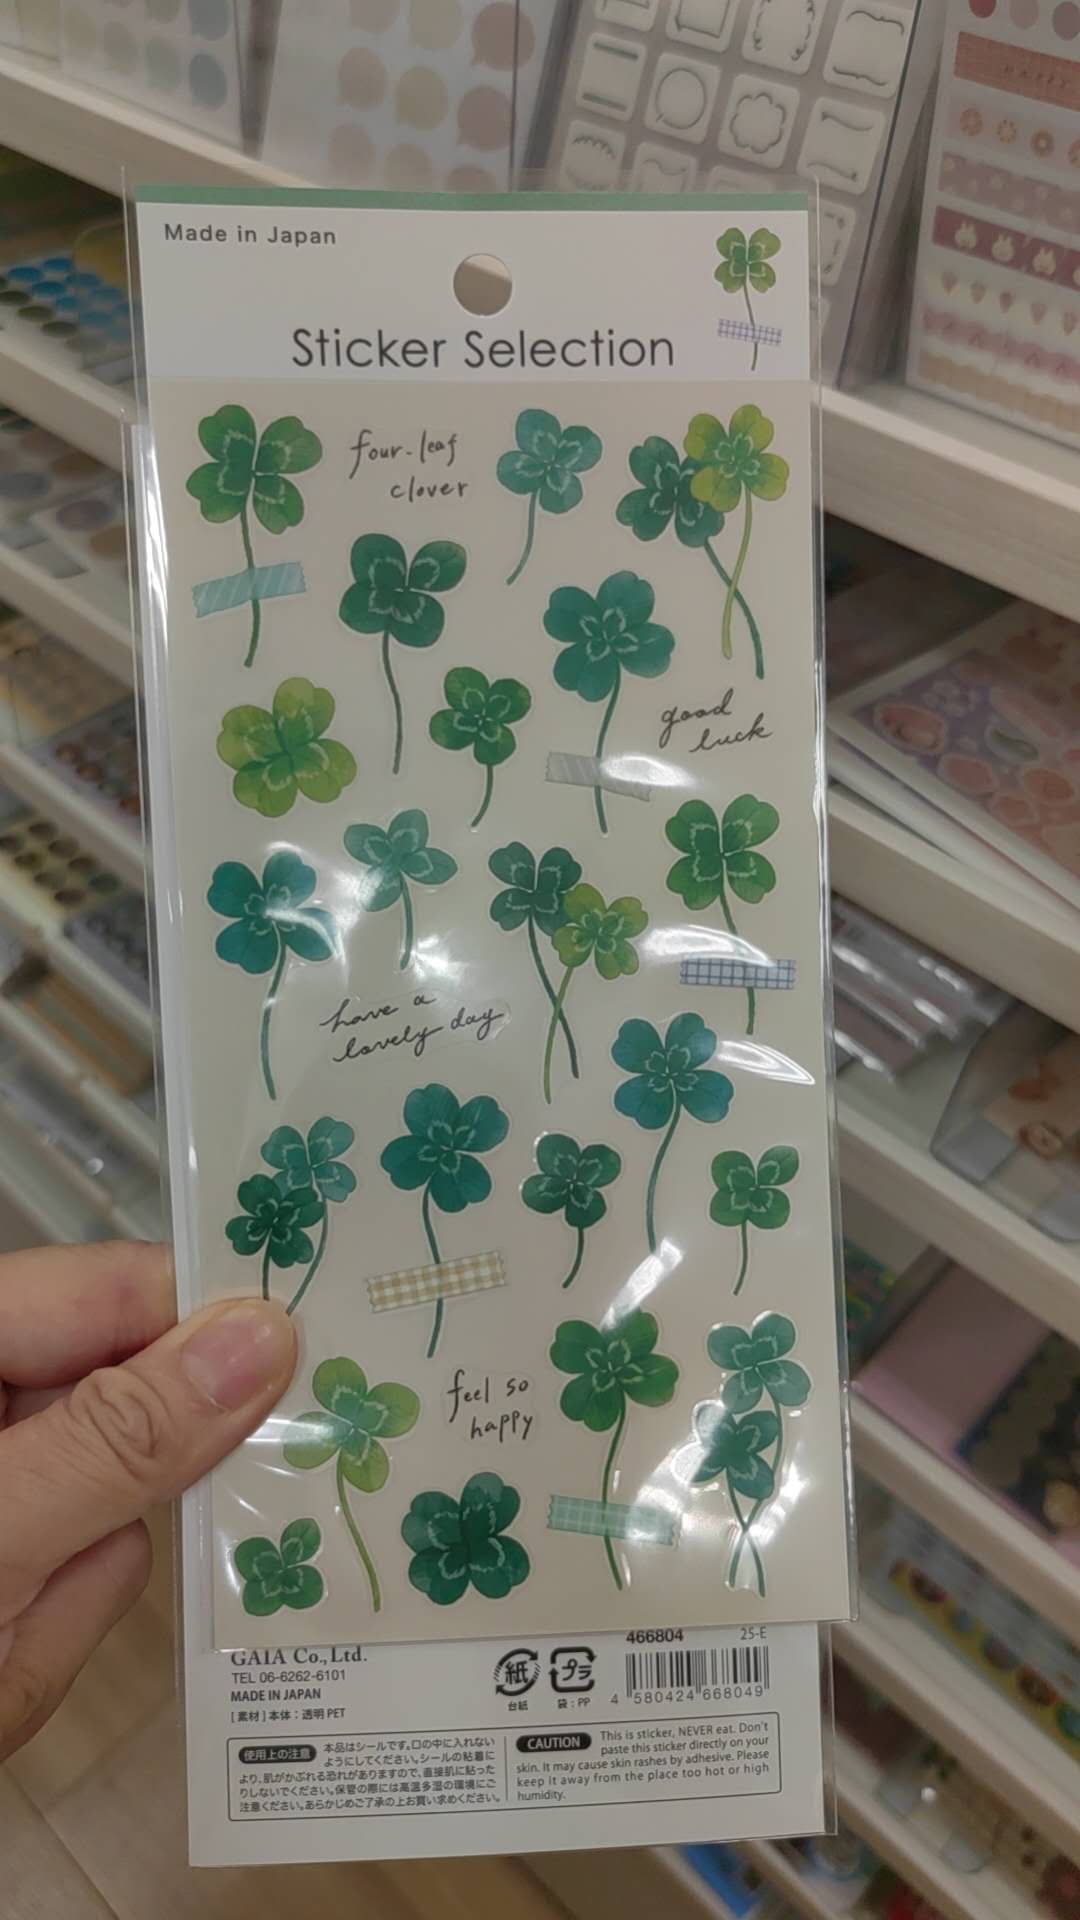 Made in Japan
Sticker Selection
four-leaf
clover
good
luck
have a
lovely day
feel so
happy
GAIA Co., Ltd.
TEL 06-6262-6101
MADE IN JAPAN
[素材]本体：透明 PET
紙
台紙
プラ
袋：PP
466804
25-E
4 580424 668049
使用上の注意 本品はシールです。口の中に入れない
ようにしてください。シールの粘着に
より、肌がかぶれる恐れがありますので、直接肌に貼った
りしないでください。保管の際には高温多湿の環境にご
注意ください。あらかじめご了承の上お買い求めください。
CAUTION This is sticker, NEVER eat. Don't
paste this sticker directly on your
skin. It may cause skin rashes by adhesive. Please
keep it away from the place too hot or high
humidity.